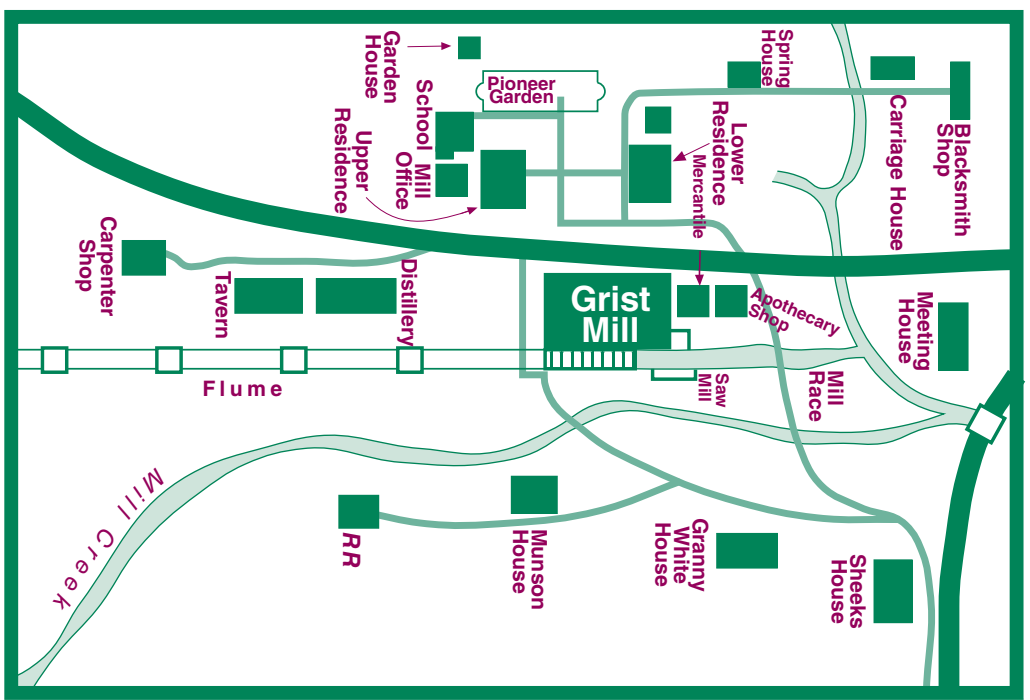 Garden
House
Pioneer
Garden
Spring
House
School
Upper
Residence
Mill
Office
Lower
Residence
Mercantile
Carriage House
Blacksmith
Shop
Carpenter
Shop
Tavern
Distillery
Grist
Mill
Apothecary
Shop
Meeting
House
Flume
Saw
Mill
Mill
Race
Mill Creeek
RR
Munson
House
Granny
White
House
Sheeks
House